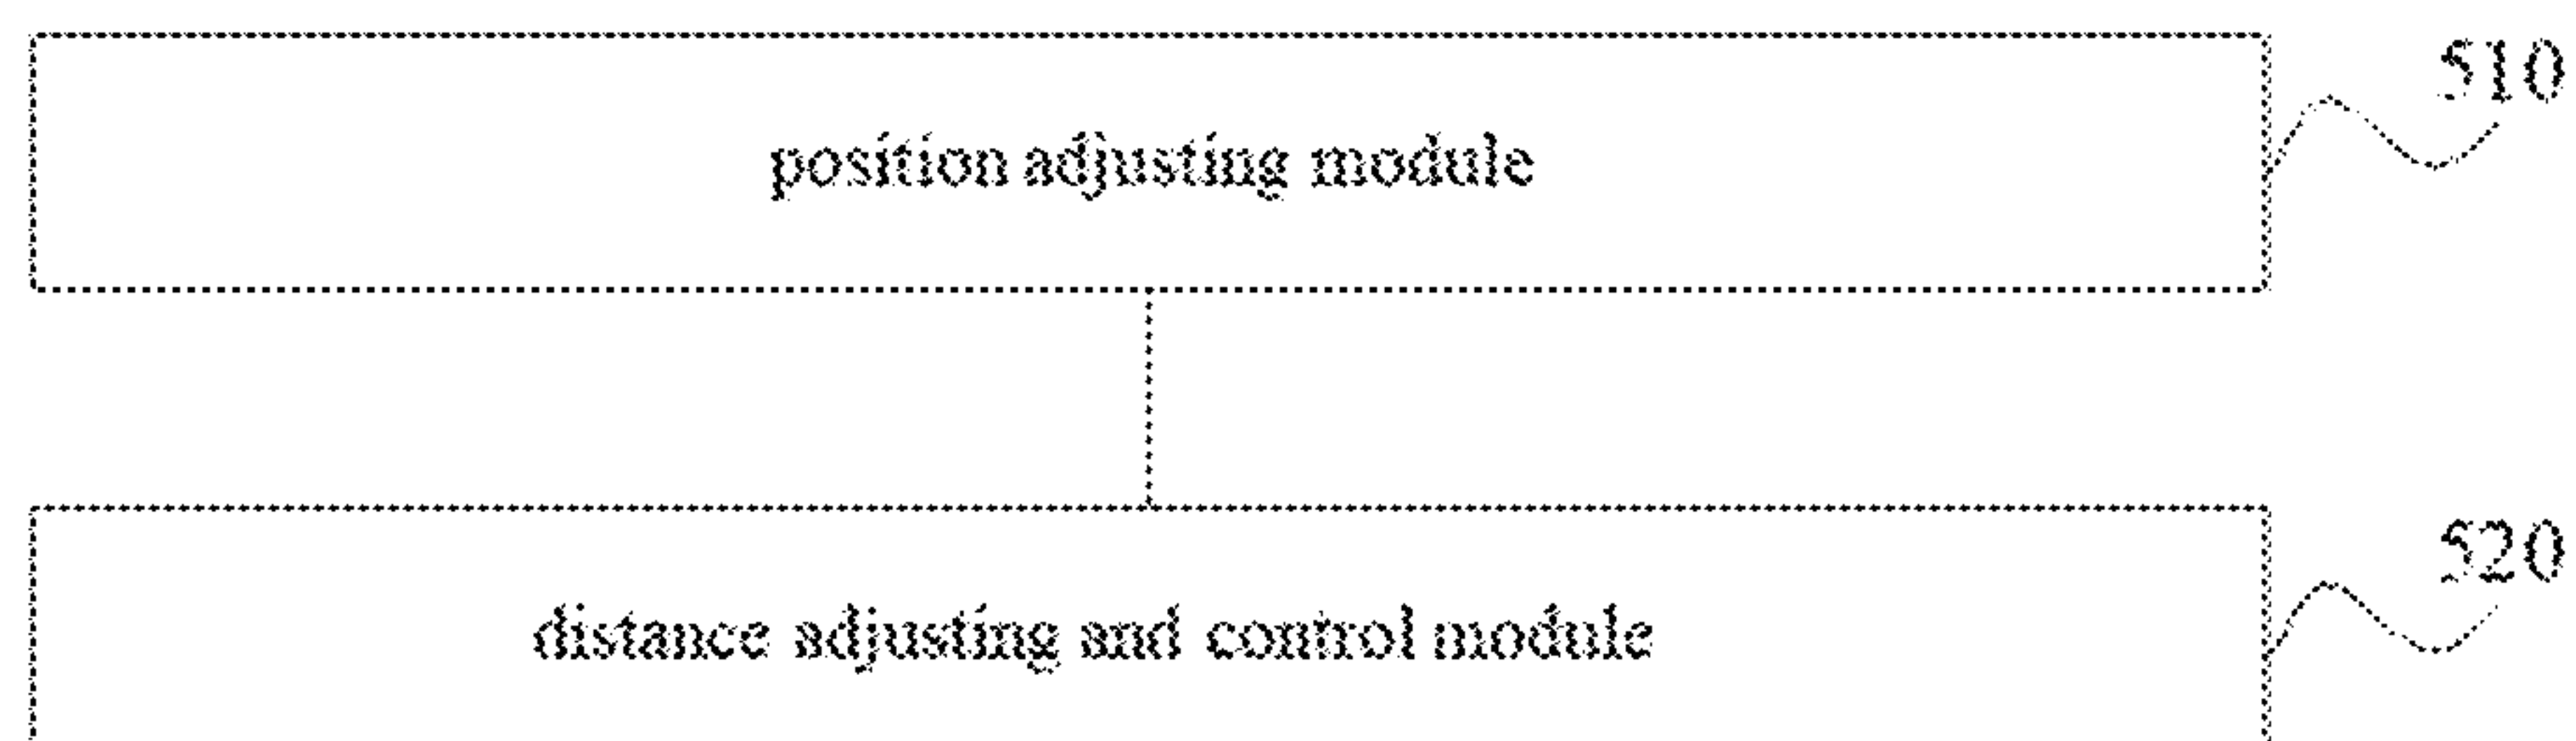 510
position adjusting module
520
distance adjusting and control module